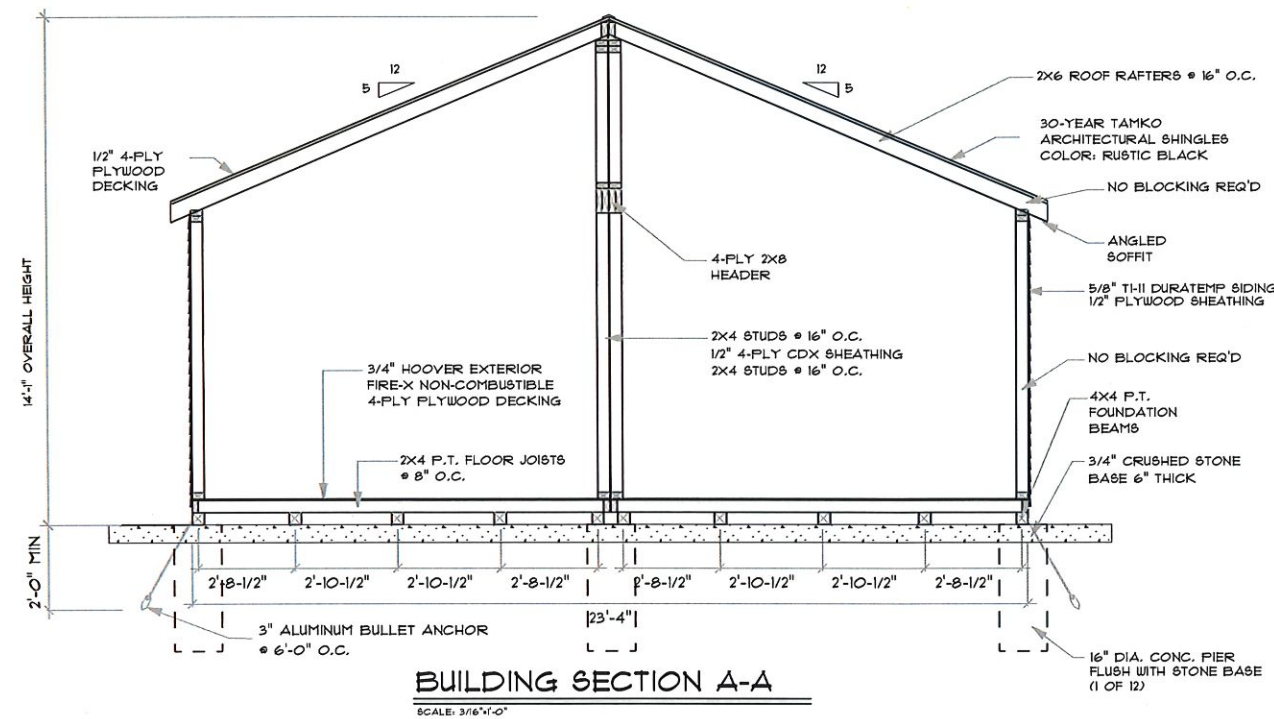 12
5
12
5
2X6 ROOF RAFTERS @ 16" O.C.
30-YEAR TAMKO
ARCHITECTURAL SHINGLES
COLOR: RUSTIC BLACK
1/2" 4-PLY
PLYWOOD
DECKING
NO BLOCKING REQ'D
ANGLED
SOFFIT
4-PLY 2X8
HEADER
5/8" T1-11 DURATEMP SIDING
1/2" PLYWOOD SHEATHING
14'-1" OVERALL HEIGHT
2X4 STUDS @ 16" O.C.
1/2" 4-PLY CDX SHEATHING
2X4 STUDS @ 16" O.C.
NO BLOCKING REQ'D
3/4" HOOVER EXTERIOR
FIRE-X NON-COMBUSTIBLE
4-PLY PLYWOOD DECKING
4X4 P.T.
FOUNDATION
BEAMS
2X4 P.T. FLOOR JOISTS
@ 8" O.C.
3/4" CRUSHED STONE
BASE 6" THICK
2'-0" MIN
2'-8-1/2"
2'-10-1/2"
2'-10-1/2"
2'-8-1/2"
2'-8-1/2"
2'-10-1/2"
2'-10-1/2"
2'-8-1/2"
23'-4"
3" ALUMINUM BULLET ANCHOR
@ 6'-0" O.C.
16" DIA. CONC. PIER
FLUSH WITH STONE BASE
(1 OF 12)
BUILDING SECTION A-A
SCALE: 3/16"=1'-0"